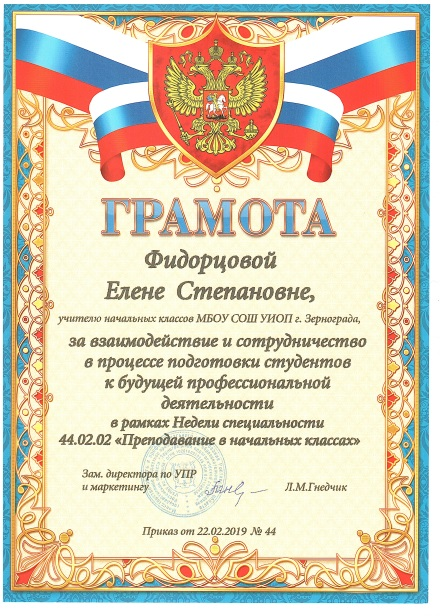 ГРАМОТА
Фидорцовой
Елене Степановне,
учителю начальных классов МБОУ СОШ УИОП г. Зернограда,
за взаимодействие и сотрудничество
в процессе подготовки студентов
к будущей профессиональной
деятельности
в рамках Недели специальности
44.02.02 «Преподавание в начальных классах»
Зам. директора по УПР
и маркетингу Л.М.Гнедчик
Приказ от 22.02.2019 № 44